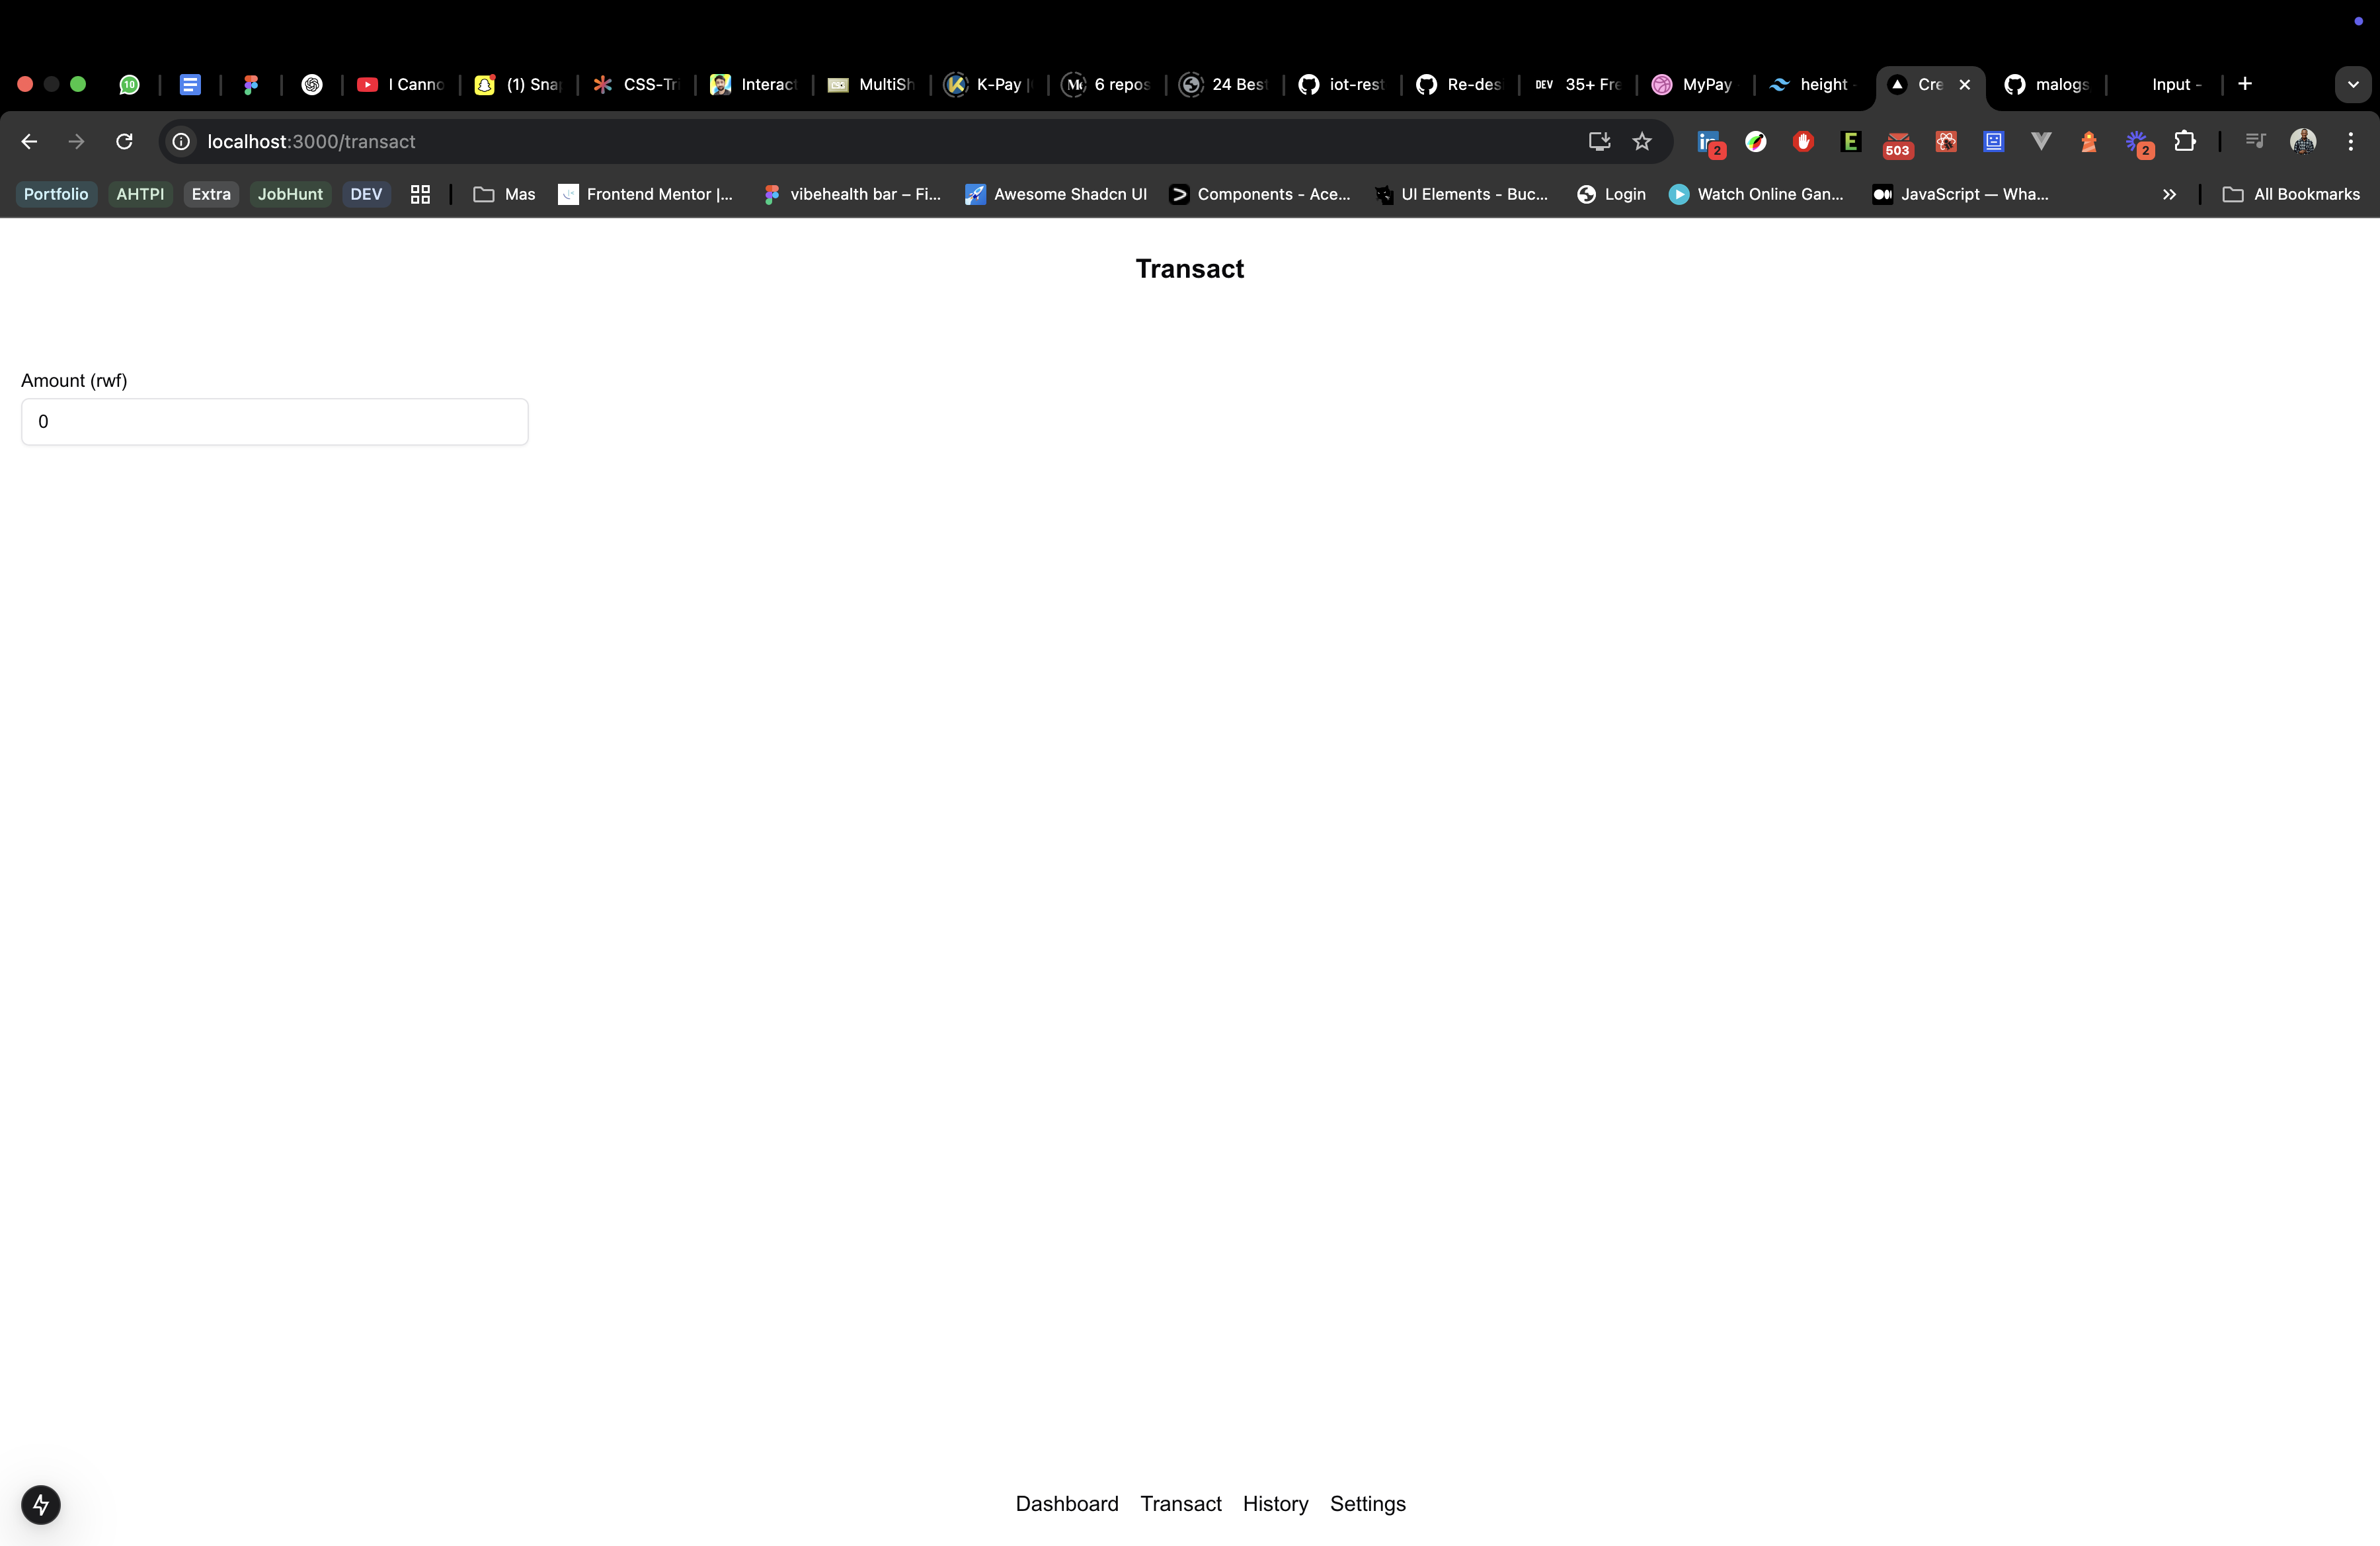 10 I Canno (1) Sna CSS-Tri Interact MultiSh K-Pay | 6 repos 24 Best iot-rest Re-des DEV 35+ Fre MyPay height - Cre malogs Input -
localhost:3000/transact 2 503 2
Portfolio AHTPI Extra JobHunt DEV Mas Frontend Mentor |... vibehealth bar – Fi... Awesome Shadcn UI Components - Ace... UI Elements - Buc... Login Watch Online Gan... JavaScript — Wha... All Bookmarks
Transact
Amount (rwf)
0
Dashboard Transact History Settings